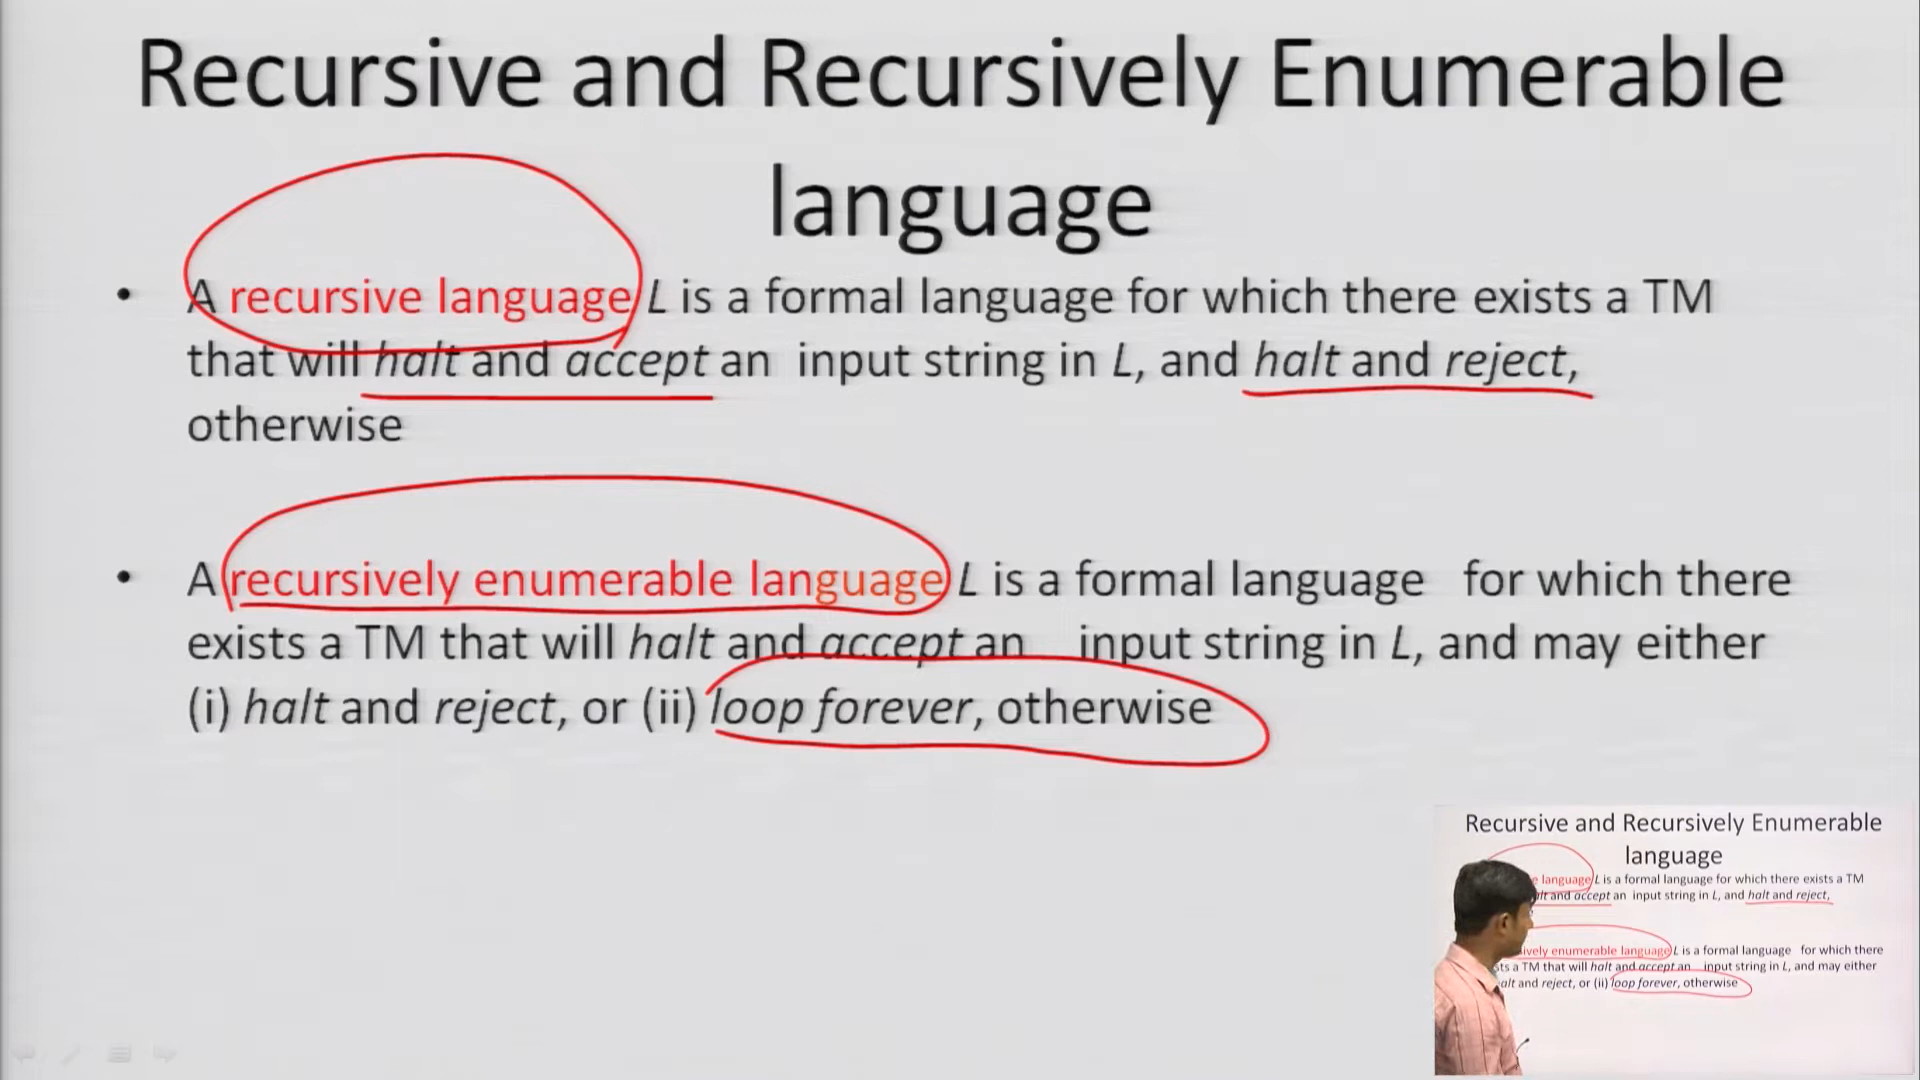 Recursive and Recursively Enumerable
language
• A recursive language L is a formal language for which there exists a TM
that will halt and accept an input string in L, and halt and reject,
otherwise
• A recursively enumerable language L is a formal language for which there
exists a TM that will halt and accept an input string in L, and may either
(i) halt and reject, or (ii) loop forever, otherwise
Recursive and Recursively Enumerable
language
language L is a formal language for which there exists a TM
and accept an input string in L, and halt and reject,
enumerable language L is a formal language for which there
a TM that will halt and accept an input string in L, and may either
and reject, or (ii) loop forever, otherwise